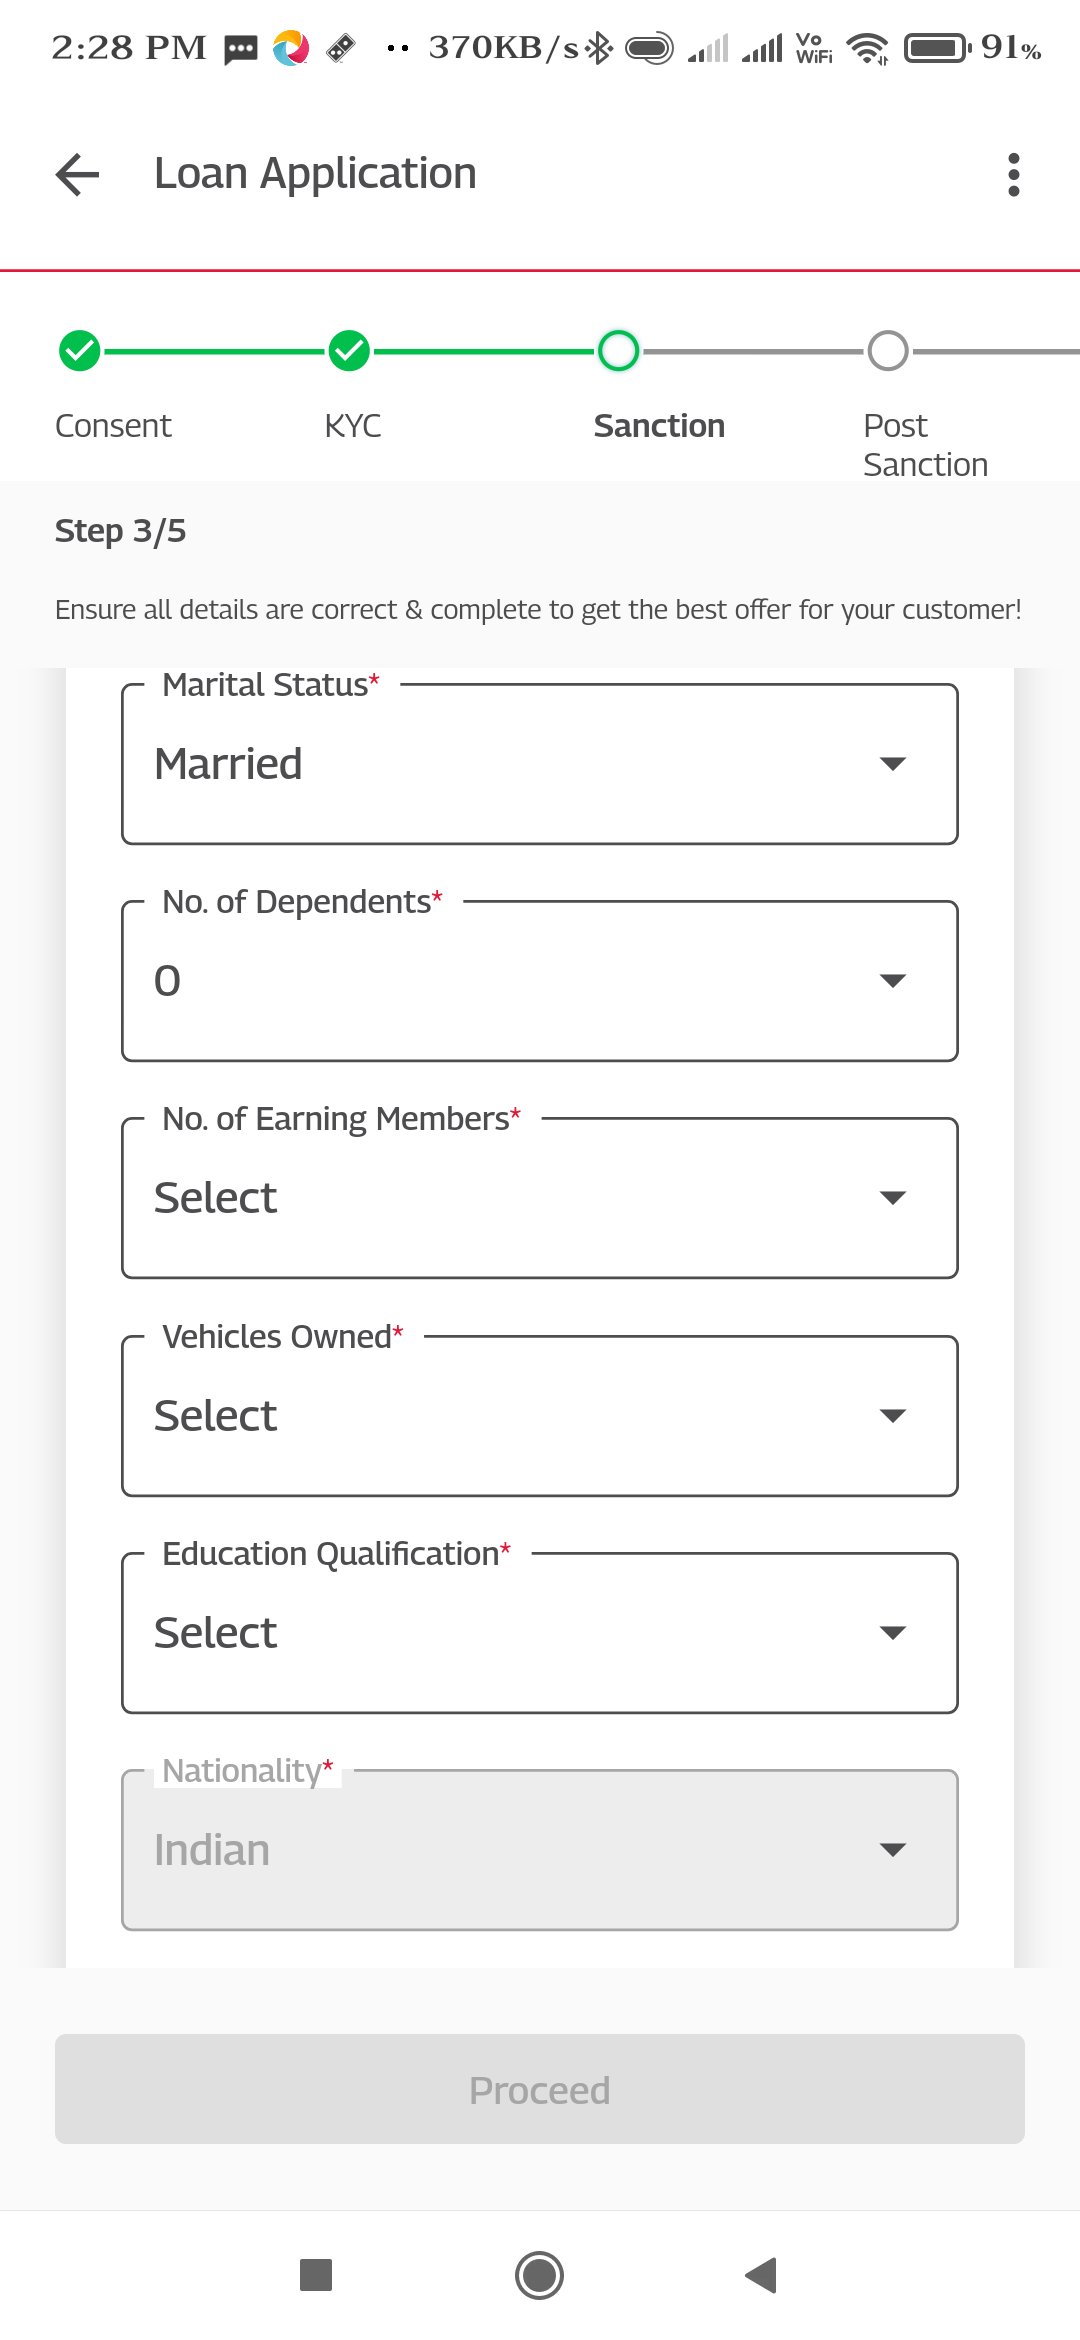 2:28 PM 370KB/s Vo WiFi 91%
Loan Application
Consent KYC Sanction Post Sanction
Step 3/5
Ensure all details are correct & complete to get the best offer for your customer!
Marital Status*
Married
No. of Dependents*
0
No. of Earning Members*
Select
Vehicles Owned*
Select
Education Qualification*
Select
Nationality*
Indian
Proceed